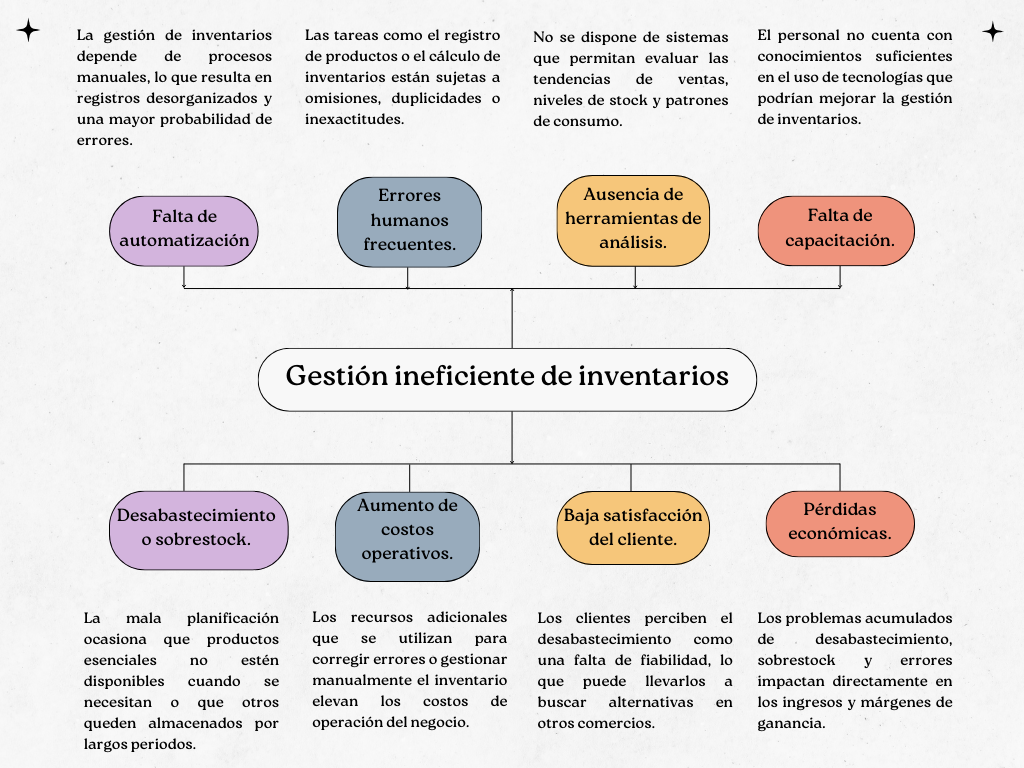 La gestión de inventarios
depende de procesos
manuales, lo que resulta en
registros desorganizados y
una mayor probabilidad de
errores.
Las tareas como el registro
de productos o el cálculo de
inventarios están sujetas a
omisiones, duplicidades o
inexactitudes.
No se dispone de sistemas
que permitan evaluar las
tendencias de ventas,
niveles de stock y patrones
de consumo.
El personal no cuenta con
conocimientos suficientes
en el uso de tecnologías que
podrían mejorar la gestión
de inventarios.
Falta de
automatización
Errores
humanos
frecuentes.
Ausencia de
herramientas de
análisis.
Falta de
capacitación.
Gestión ineficiente de inventarios
Desabastecimiento
o sobrestock.
Aumento de
costos
operativos.
Baja satisfacción
del cliente.
Pérdidas
económicas.
La mala planificación
ocasiona que productos
esenciales no estén
disponibles cuando se
necesitan o que otros
queden almacenados por
largos periodos.
Los recursos adicionales
que se utilizan para
corregir errores o gestionar
manualmente el inventario
elevan los costos de
operación del negocio.
Los clientes perciben el
desabastecimiento como
una falta de fiabilidad, lo
que puede llevarlos a
buscar alternativas en
otros comercios.
Los problemas acumulados
de desabastecimiento,
sobrestock y errores
impactan directamente en
los ingresos y márgenes de
ganancia.